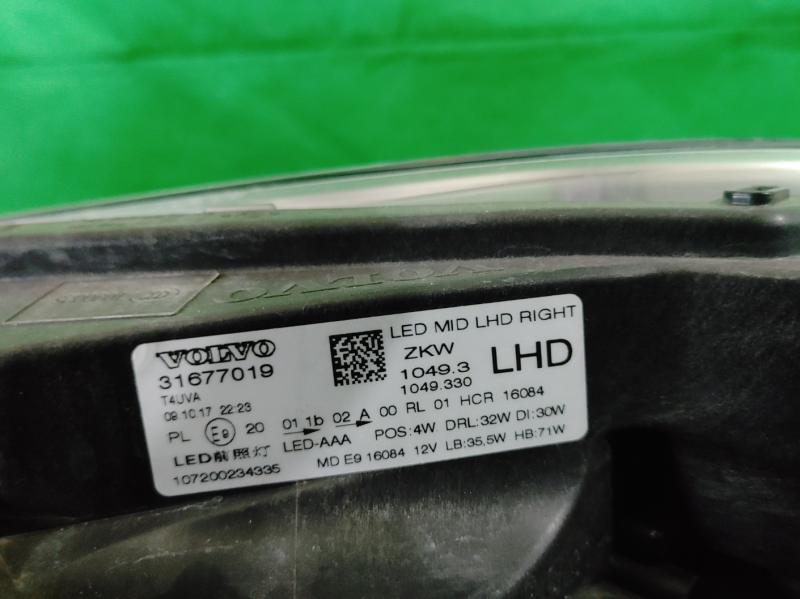 VOLVO
VOLVO
31677019
T4UVA
09.10.17 22:23
LED MID LHD RIGHT
ZKW
1049.3
1049.330
LHD
PL E9 20 01 1b 02 A 00 RL 01 HCR 16084
LED-AAA POS:4W DRL:32W DI:30W
LED前照灯 MD E9 16084 12V LB:35,5W HB:71W
107200234335